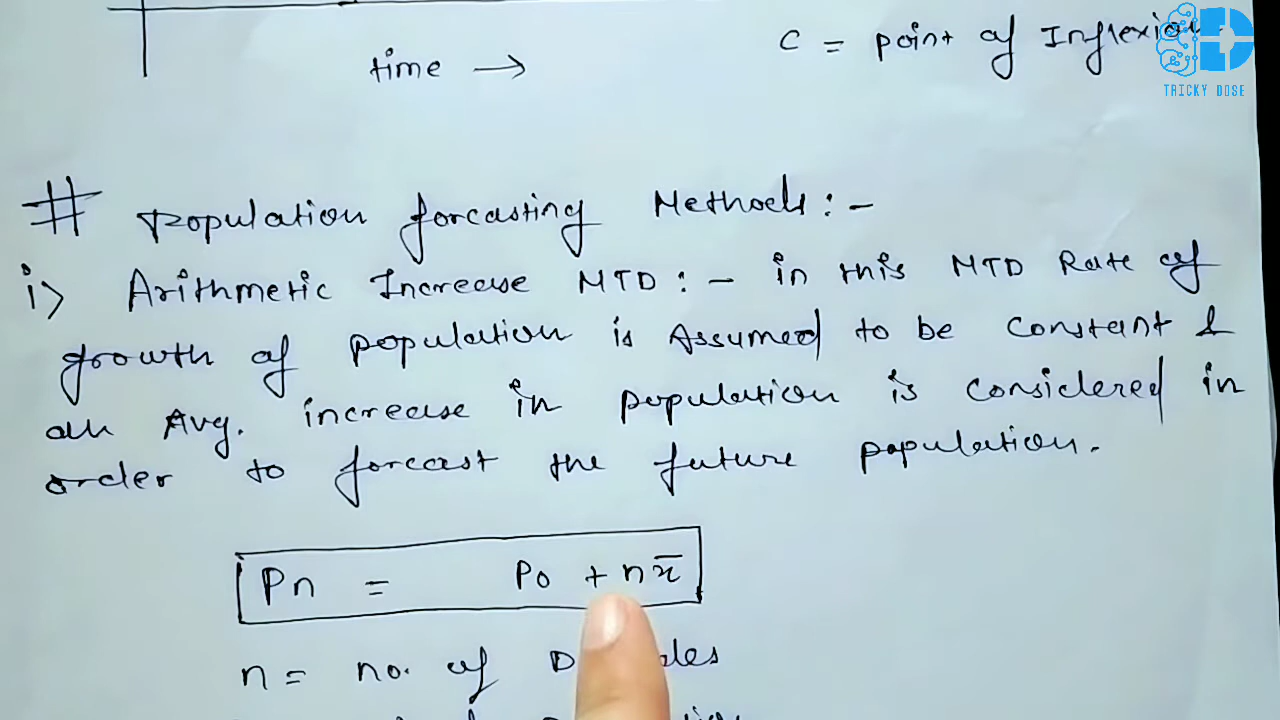 time →
C = point of Inflexion
TRICKY DOSE
# Population forcasting Methods:-
i> Arithmetic Increase MTD:- in this MTD Rate of
growth of population is Assumed to be constant &
an Avg. increase in population is considered in
order to forcast the future population.
Pn = Po + nx̄
n = no. of